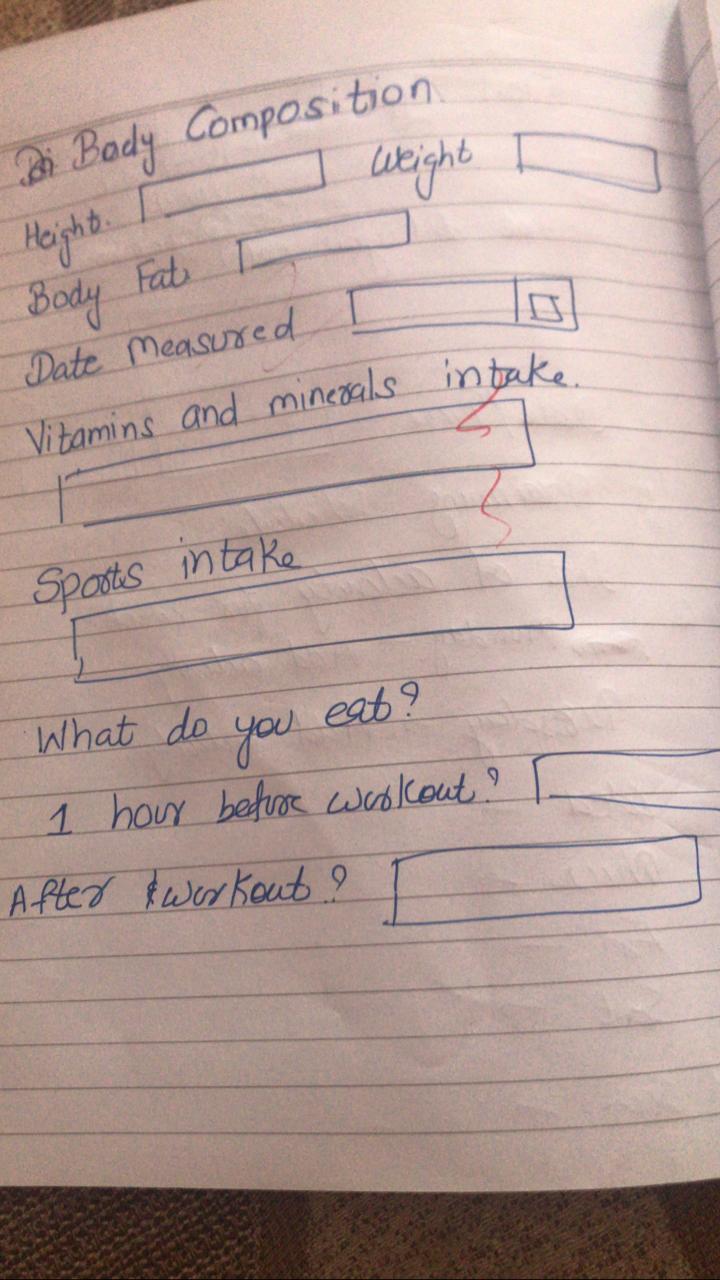 Body Composition
Height. Weight
Body Fat
Date Measured
Vitamins and minerals intake.
Sports intake
What do you eat?
1 hour before workout?
After workout?